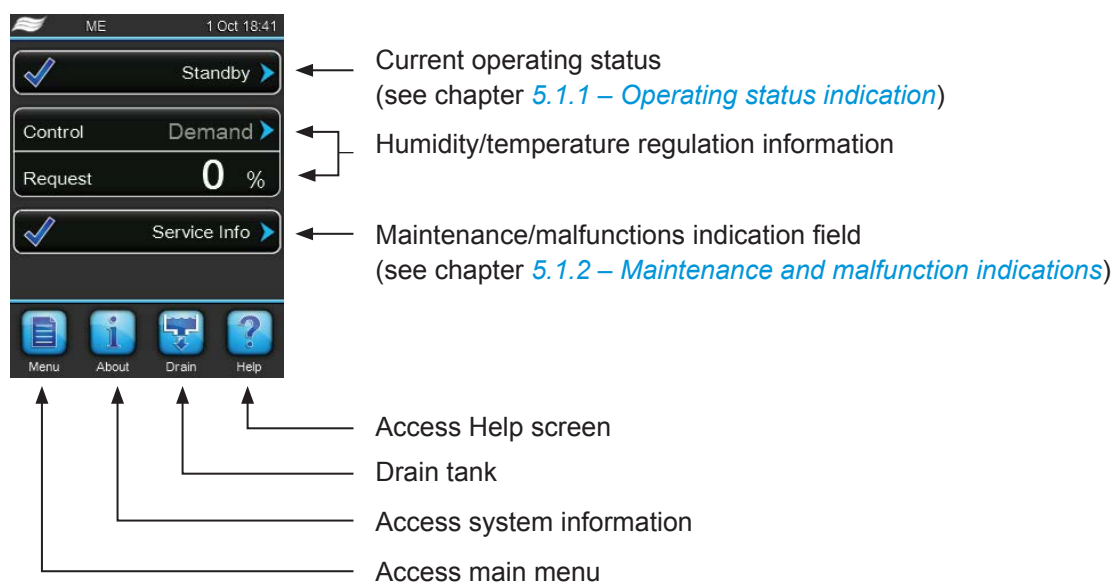 ME 1 Oct 18:41
Standby
Current operating status
(see chapter 5.1.1 – Operating status indication)
Control Demand
Request 0 %
Humidity/temperature regulation information
Service Info
Maintenance/malfunctions indication field
(see chapter 5.1.2 – Maintenance and malfunction indications)
Menu About Drain Help
Access Help screen
Drain tank
Access system information
Access main menu